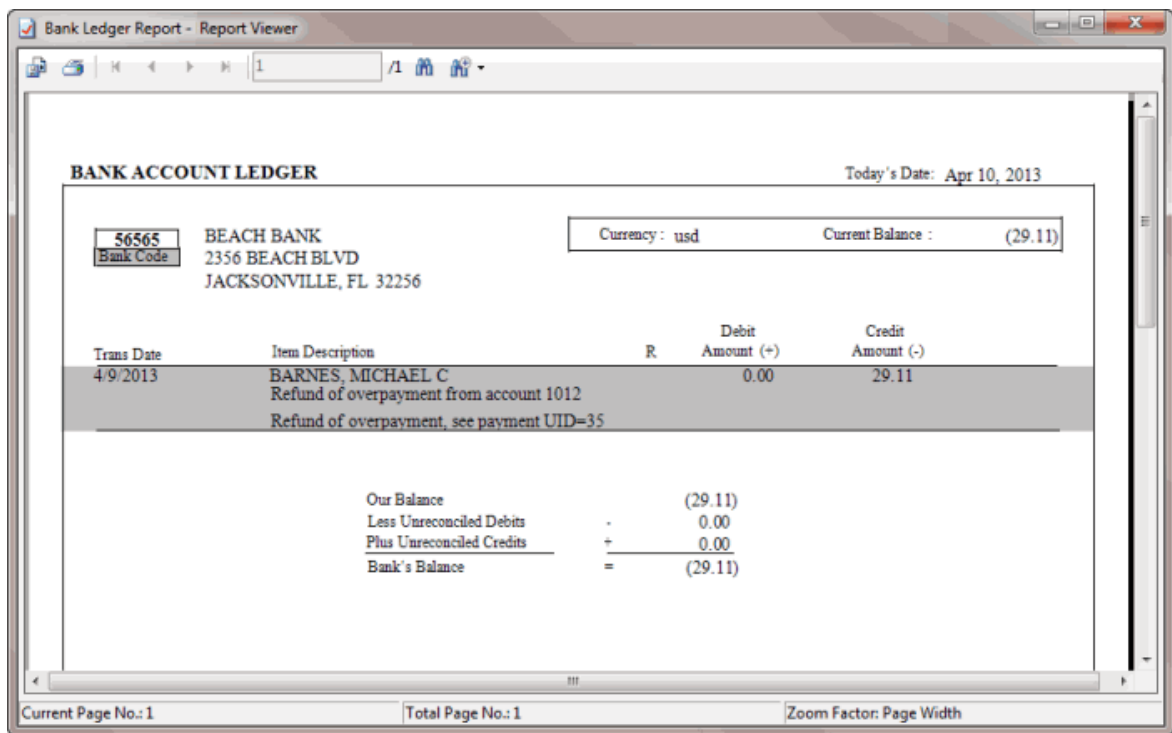 Bank Ledger Report - Report Viewer
1 /1
BANK ACCOUNT LEDGER Today's Date: Apr 10, 2013
56565 BEACH BANK Currency : usd Current Balance : (29.11)
Bank Code 2356 BEACH BLVD
JACKSONVILLE, FL 32256
Debit Credit
Trans Date Item Description R Amount (+) Amount (-)
4/9/2013 BARNES, MICHAEL C 0.00 29.11
Refund of overpayment from account 1012
Refund of overpayment, see payment UID=35
Our Balance (29.11)
Less Unreconciled Debits - 0.00
Plus Unreconciled Credits + 0.00
Bank's Balance = (29.11)
Current Page No.: 1 Total Page No.: 1 Zoom Factor: Page Width